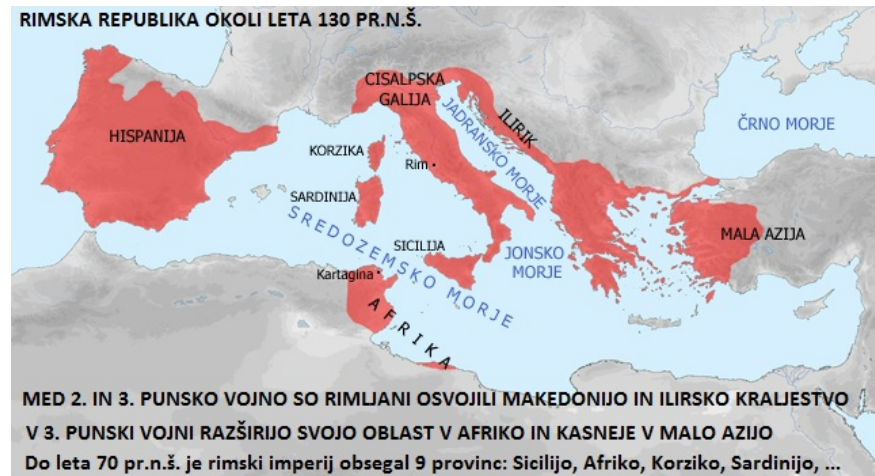 RIMSKA REPUBLIKA OKOLI LETA 130 PR.N.Š.
CISALPSKA
GALIJA
HISPANIJA
JADRANSKO MORJE
ILIRIK
ČRNO MORJE
KORZIKA
Rim
SARDINIJA
SREDOZEMSKO MORJE
SICILIJA
JONSKO
MORJE
MALA AZIJA
Kartagina
AFRIKA
MED 2. IN 3. PUNSKO VOJNO SO RIMLJANI OSVOJILI MAKEDONIJO IN ILIRSKO KRALJESTVO
V 3. PUNSKI VOJNI RAZŠIRIJO SVOJO OBLAST V AFRIKO IN KASNEJE V MALO AZIJO
Do leta 70 pr.n.š. je rimski imperij obsegal 9 provinc: Sicilijo, Afriko, Korziko, Sardinijo, ...